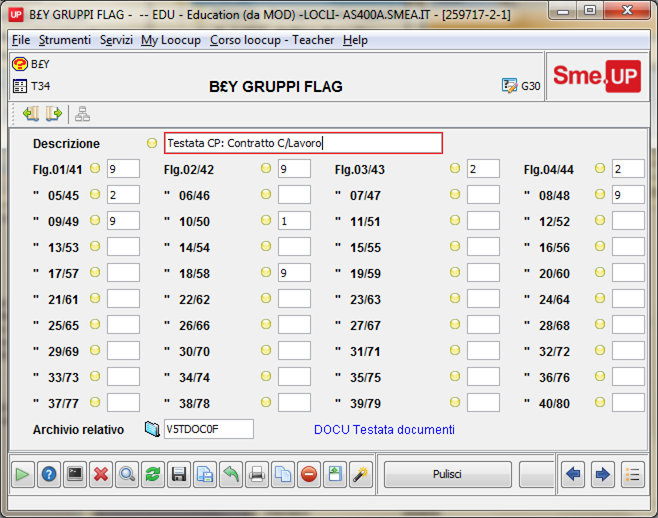 UP B£Y GRUPPI FLAG - -- EDU - Education (da MOD) -LOCLI- AS400A.SMEA.IT - [259717-2-1]
File Strumenti Servizi My Loocup Corso loocup - Teacher Help
B£Y
T34 B£Y GRUPPI FLAG G30 Sme.UP
Descrizione Testata CP: Contratto C/Lavoro
Flg.01/41 9 Flg.02/42 9 Flg.03/43 2 Flg.04/44 2
" 05/45 2 " 06/46 " 07/47 " 08/48 9
" 09/49 9 " 10/50 1 " 11/51 " 12/52
" 13/53 " 14/54 " 15/55 " 16/56
" 17/57 " 18/58 9 " 19/59 " 20/60
" 21/61 " 22/62 " 23/63 " 24/64
" 25/65 " 26/66 " 27/67 " 28/68
" 29/69 " 30/70 " 31/71 " 32/72
" 33/73 " 34/74 " 35/75 " 36/76
" 37/77 " 38/78 " 39/79 " 40/80
Archivio relativo V5TDOC0F DOCU Testata documenti
Pulisci